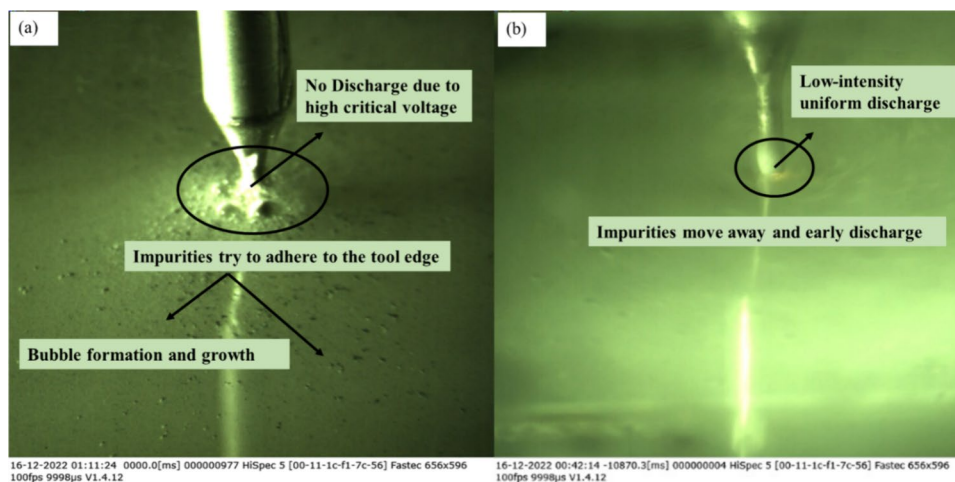 (a)
No Discharge due to
high critical voltage
Impurities try to adhere to the tool edge
Bubble formation and growth
16-12-2022 01:11:24 0000.0[ms] 000000977 HiSpec 5 [00-11-1c-f1-7c-56] Fastec 656x596
100fps 9998µs V1.4.12
(b)
Low-intensity
uniform discharge
Impurities move away and early discharge
16-12-2022 00:42:14 -10870.3[ms] 000000004 HiSpec 5 [00-11-1c-f1-7c-56] Fastec 656x596
100fps 9998µs V1.4.12